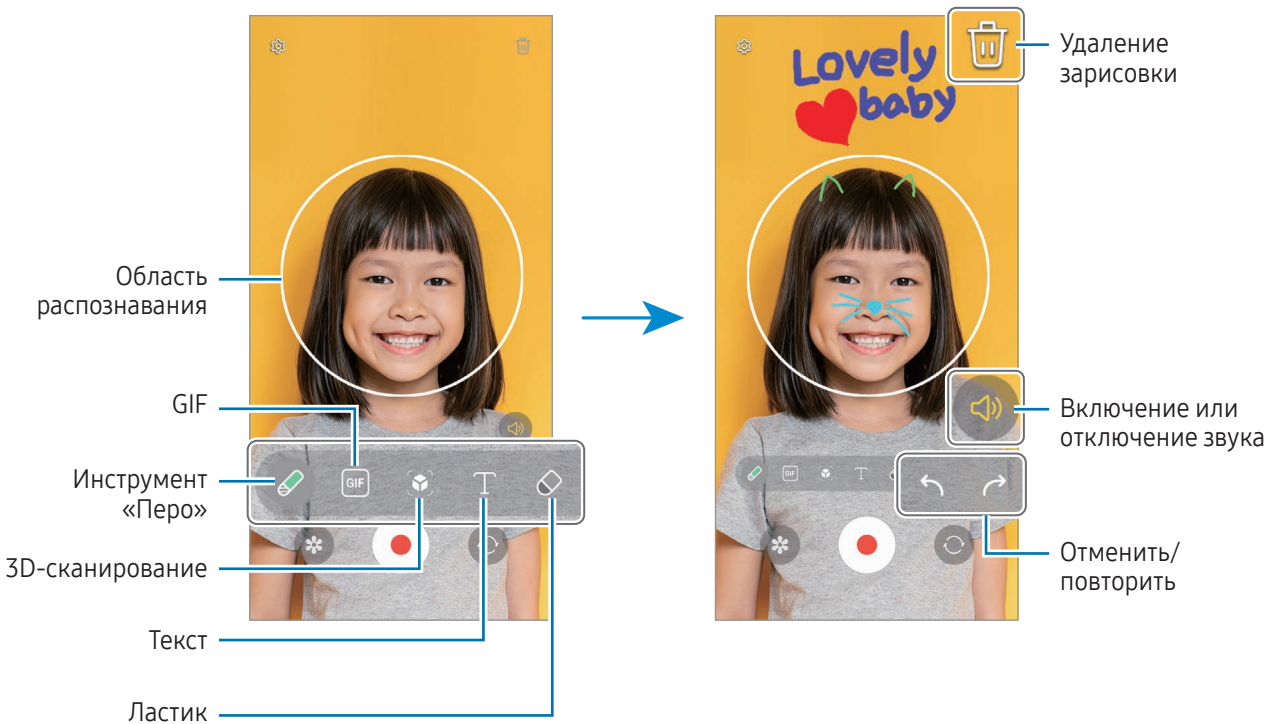 Область
распознавания
GIF
Инструмент
«Перо»
3D-сканирование
Текст
Ластик
GIF
T
Lovely
baby
GIF
T
Удаление
зарисовки
Включение или
отключение звука
Отменить/
повторить